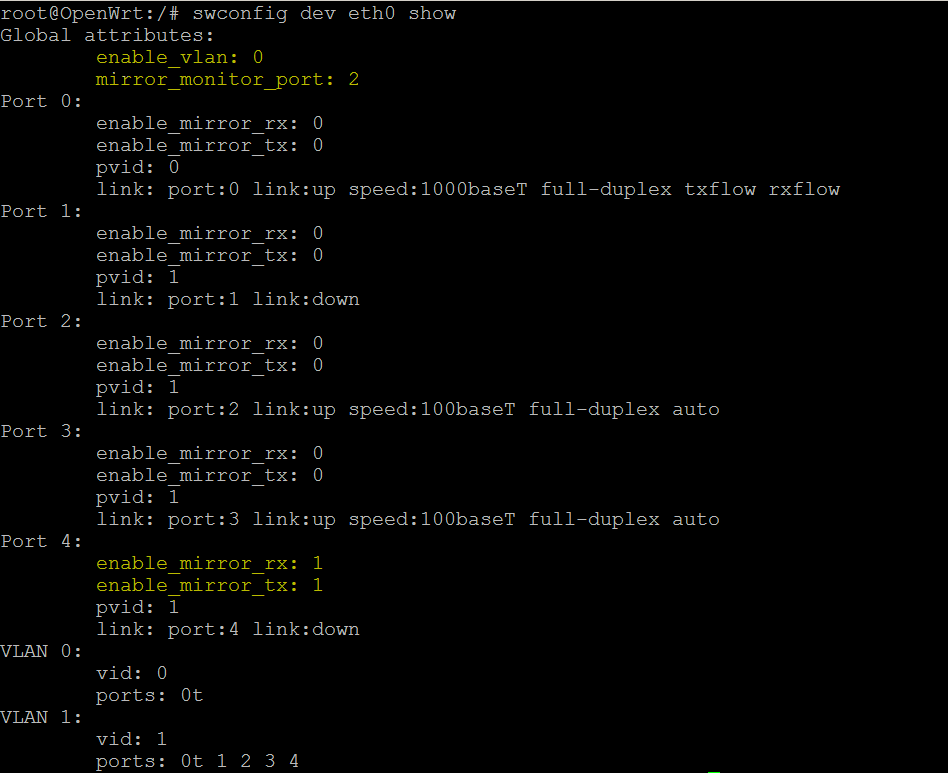 root@OpenWrt:/# swconfig dev eth0 show
Global attributes:
        enable_vlan: 0
        mirror_monitor_port: 2
Port 0:
        enable_mirror_rx: 0
        enable_mirror_tx: 0
        pvid: 0
        link: port:0 link:up speed:1000baseT full-duplex txflow rxflow
Port 1:
        enable_mirror_rx: 0
        enable_mirror_tx: 0
        pvid: 1
        link: port:1 link:down
Port 2:
        enable_mirror_rx: 0
        enable_mirror_tx: 0
        pvid: 1
        link: port:2 link:up speed:100baseT full-duplex auto
Port 3:
        enable_mirror_rx: 0
        enable_mirror_tx: 0
        pvid: 1
        link: port:3 link:up speed:100baseT full-duplex auto
Port 4:
        enable_mirror_rx: 1
        enable_mirror_tx: 1
        pvid: 1
        link: port:4 link:down
VLAN 0:
        vid: 0
        ports: 0t
VLAN 1:
        vid: 1
        ports: 0t 1 2 3 4